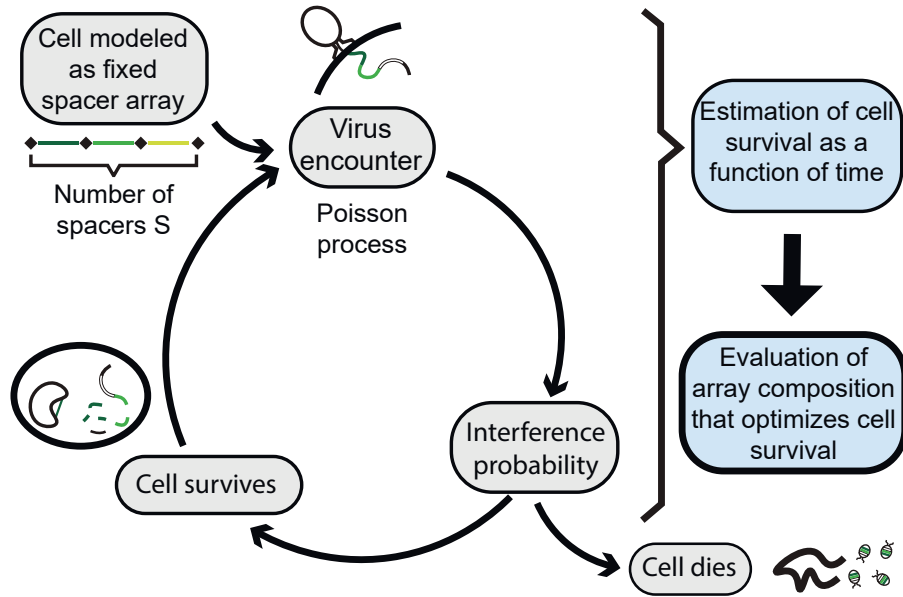 Cell modeled
as fixed
spacer array
Number of
spacers S
Virus
encounter
Poisson
process
Interference
probability
Cell survives
Cell dies
Estimation of cell
survival as a
function of time
Evaluation of
array composition
that optimizes cell
survival